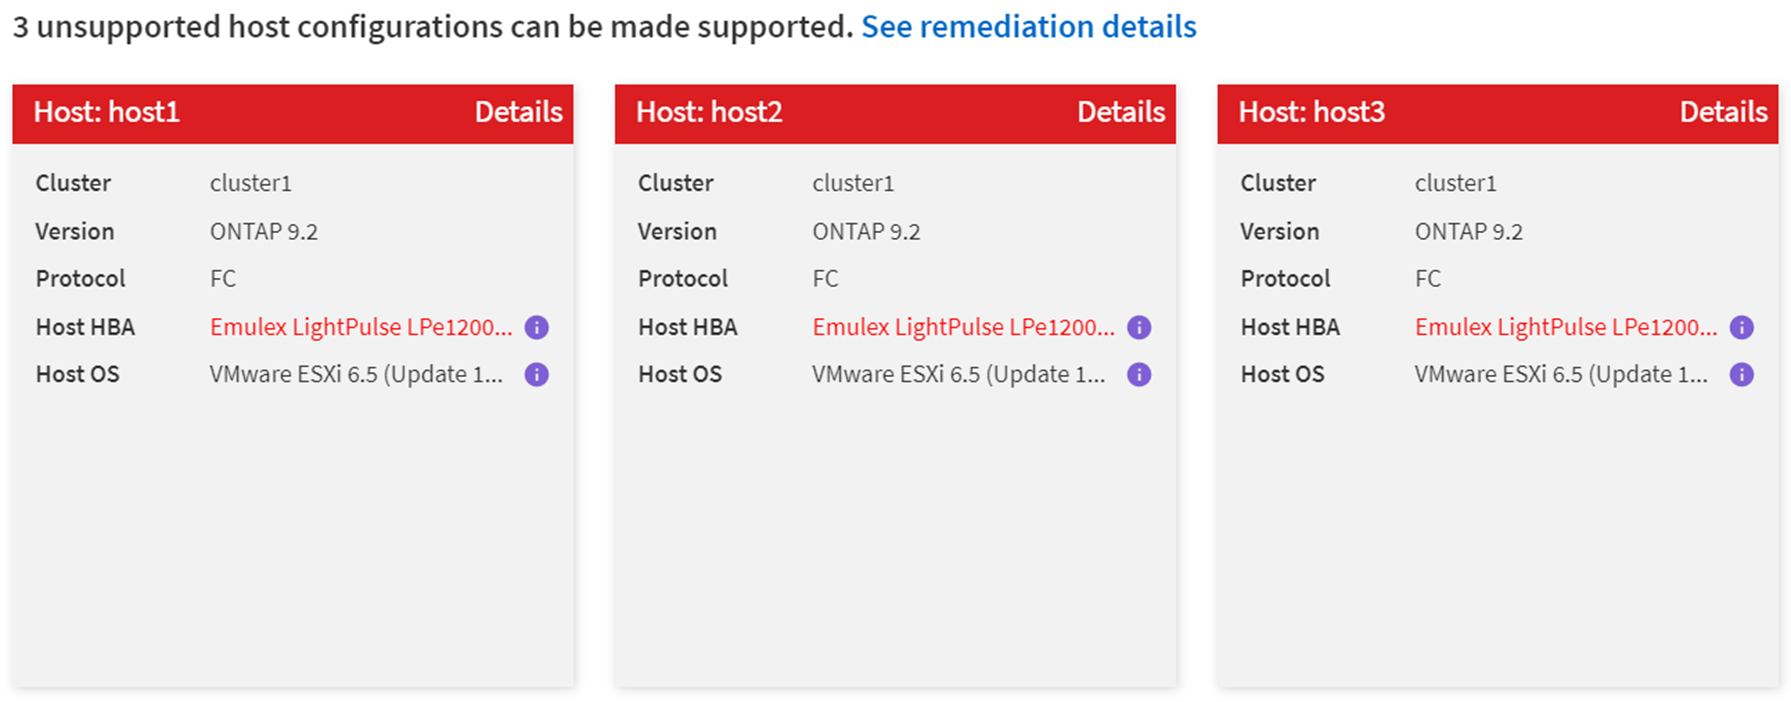 3 unsupported host configurations can be made supported. See remediation details
Host: host1 Details
Cluster cluster1
Version ONTAP 9.2
Protocol FC
Host HBA Emulex LightPulse LPe1200...
Host OS VMware ESXi 6.5 (Update 1...
Host: host2 Details
Cluster cluster1
Version ONTAP 9.2
Protocol FC
Host HBA Emulex LightPulse LPe1200...
Host OS VMware ESXi 6.5 (Update 1...
Host: host3 Details
Cluster cluster1
Version ONTAP 9.2
Protocol FC
Host HBA Emulex LightPulse LPe1200...
Host OS VMware ESXi 6.5 (Update 1...